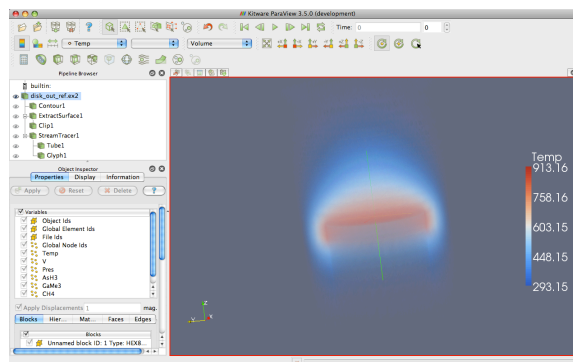 Kitware ParaView 3.5.0 (development)
Time: 0
0
Temp
Volume
Pipeline Browser
builtin:
disk_out_ref.ex2
Contour1
ExtractSurface1
Clip1
StreamTracer1
Tube1
Glyph1
Object Inspector
Properties Display Information
Apply Reset Delete ?
Variables
Object Ids
Global Element Ids
File Ids
Global Node Ids
Temp
V
Pres
AsH3
GaMe3
CH4
Apply Displacements 1 mag.
Blocks Hier... Mat... Faces Edges
Blocks
Unnamed block ID: 1 Type: HEX8...
Temp
913.16
758.16
603.15
448.15
293.15
Z
Y